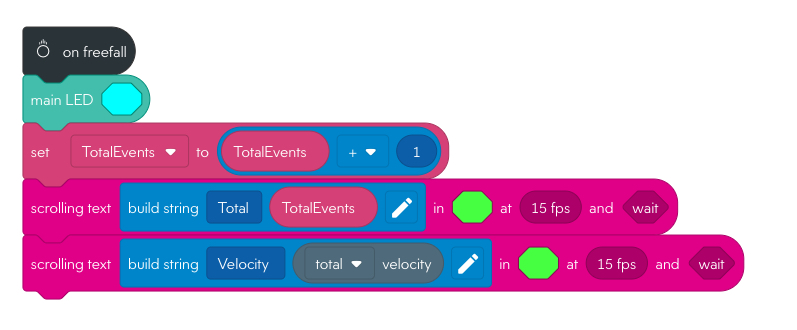 on freefall
main LED
set TotalEvents to TotalEvents + 1
scrolling text build string Total TotalEvents in at 15 fps and wait
scrolling text build string Velocity total velocity in at 15 fps and wait